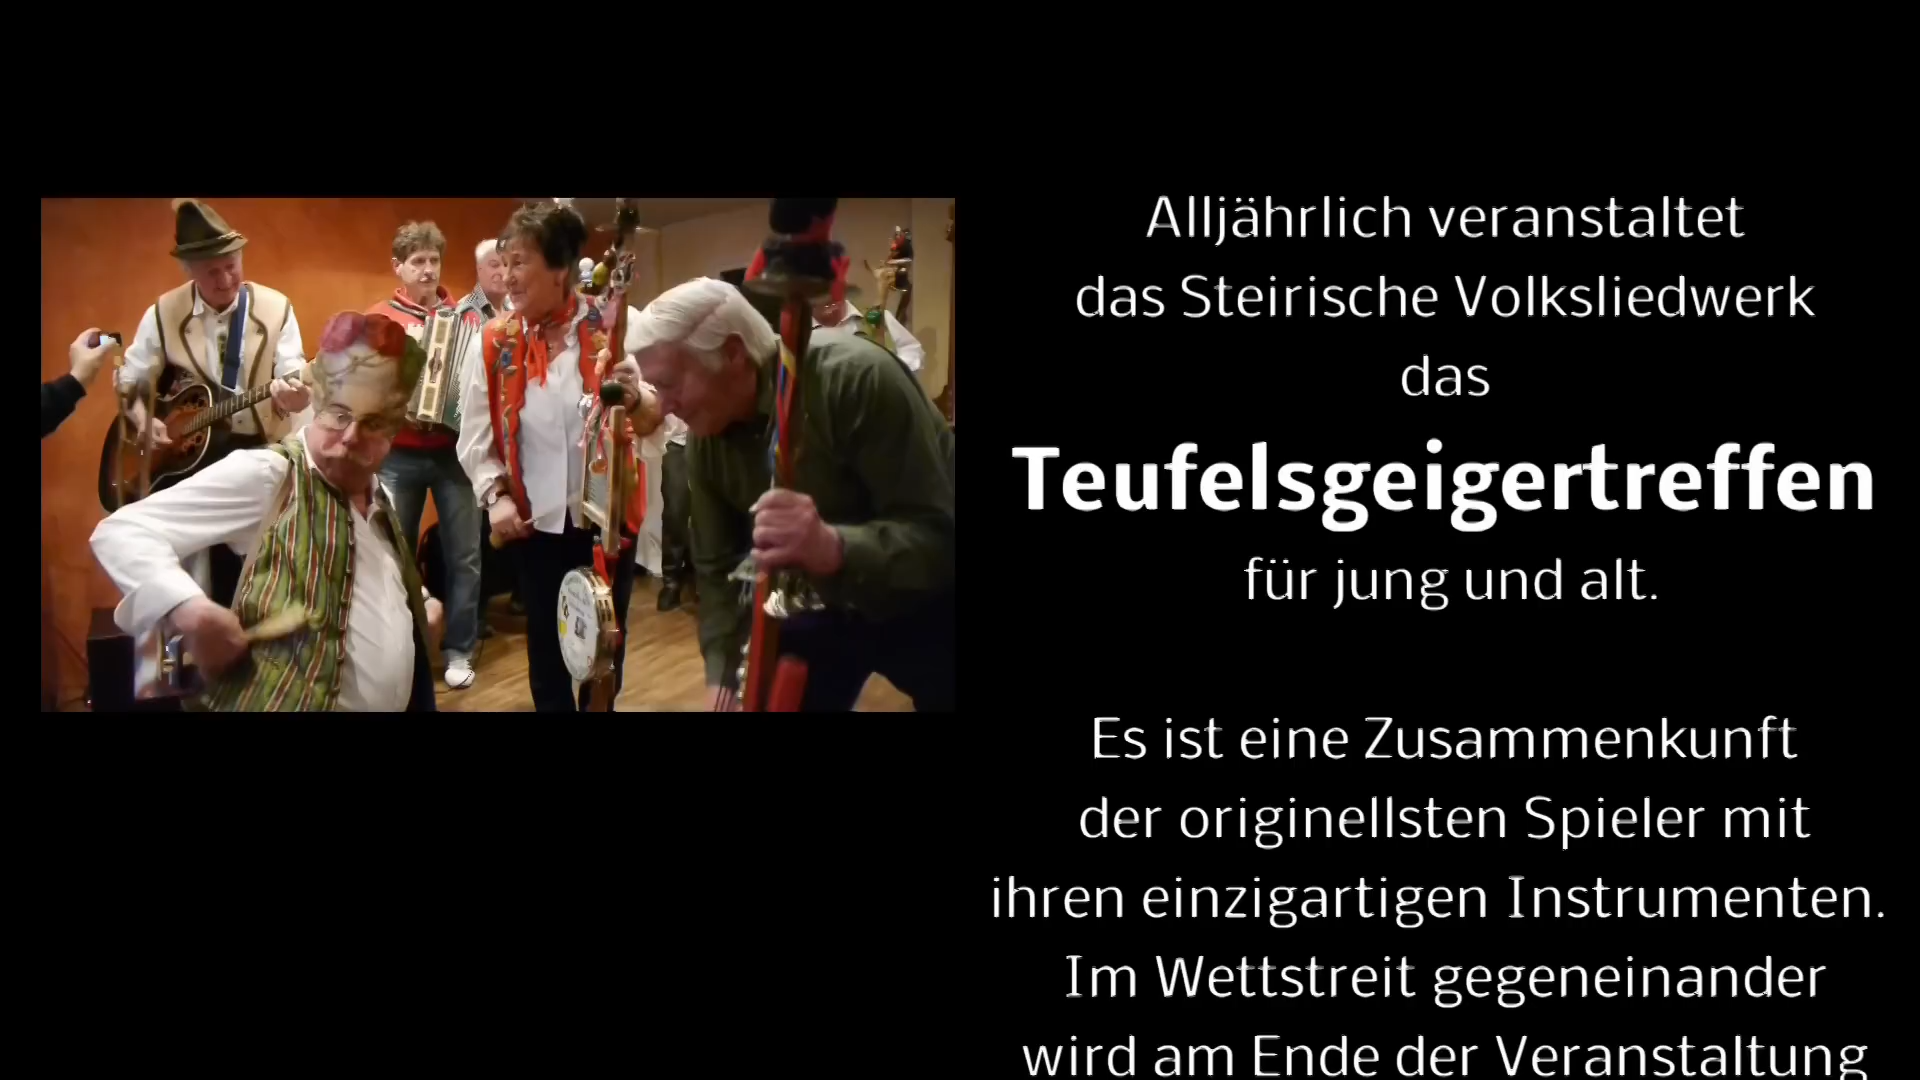 Alljährlich veranstaltet
das Steirische Volksliedwerk
das
Teufelsgeigertreffen
für jung und alt.
Es ist eine Zusammenkunft
der originellsten Spieler mit
ihren einzigartigen Instrumenten.
Im Wettstreit gegeneinander
wird am Ende der Veranstaltung